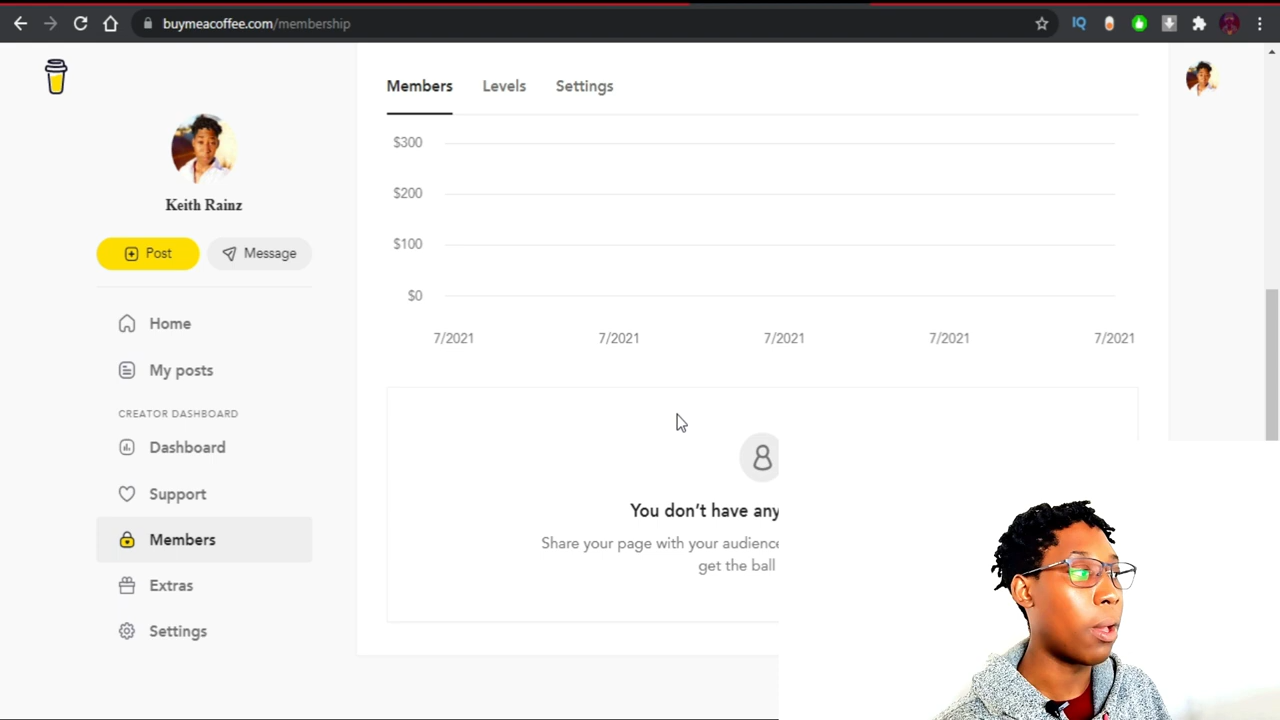 buymeacoffee.com/membership
IQ
Members Levels Settings
Keith Rainz
Post Message
Home
My posts
CREATOR DASHBOARD
Dashboard
Support
Members
Extras
Settings
$300
$200
$100
$0
7/2021 7/2021 7/2021 7/2021 7/2021
You don't have any
Share your page with your audience
get the ball